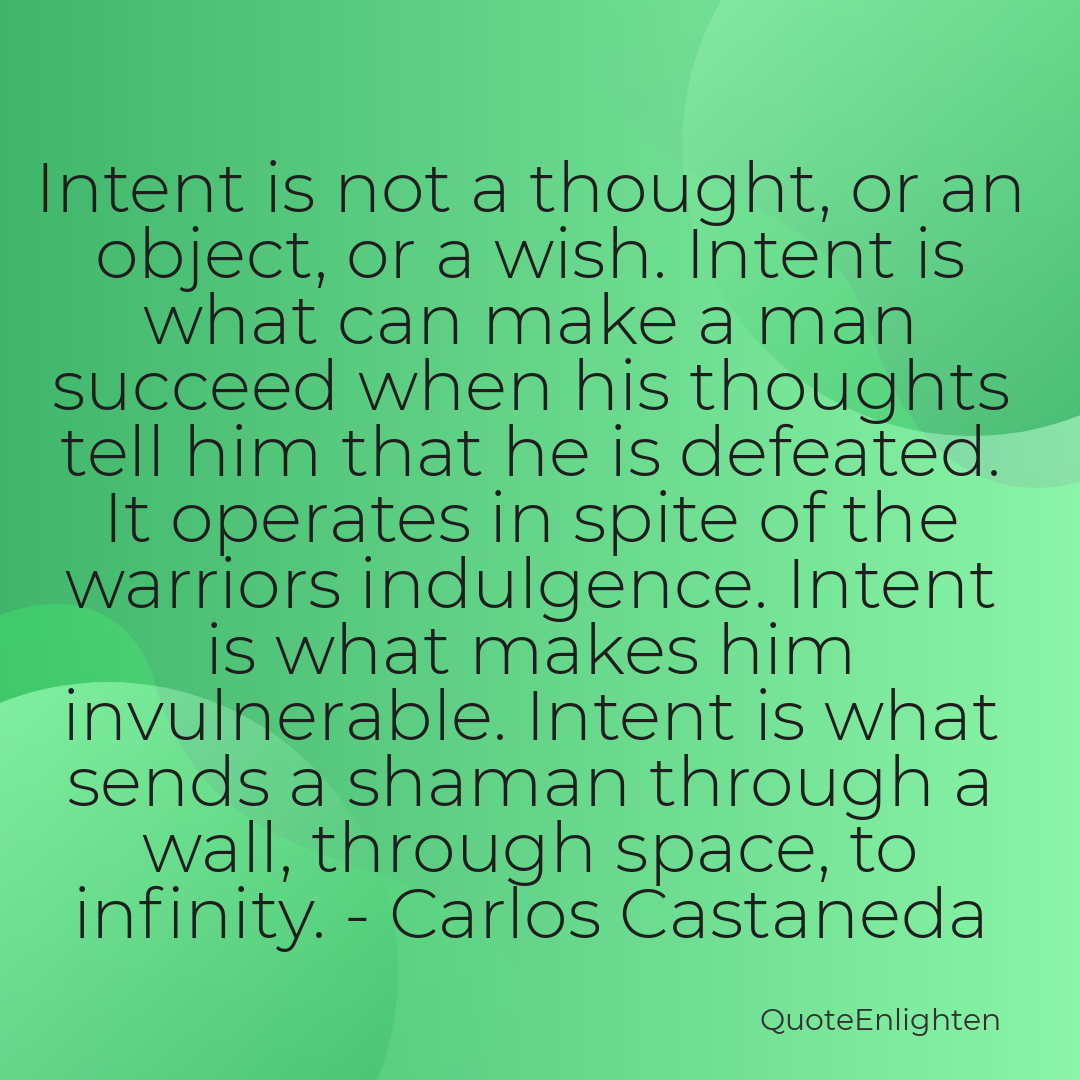 Intent is not a thought, or an
object, or a wish. Intent is
what can make a man
succeed when his thoughts
tell him that he is defeated.
It operates in spite of the
warriors indulgence. Intent
is what makes him
invulnerable. Intent is what
sends a shaman through a
wall, through space, to
infinity. - Carlos Castaneda
QuoteEnlighten